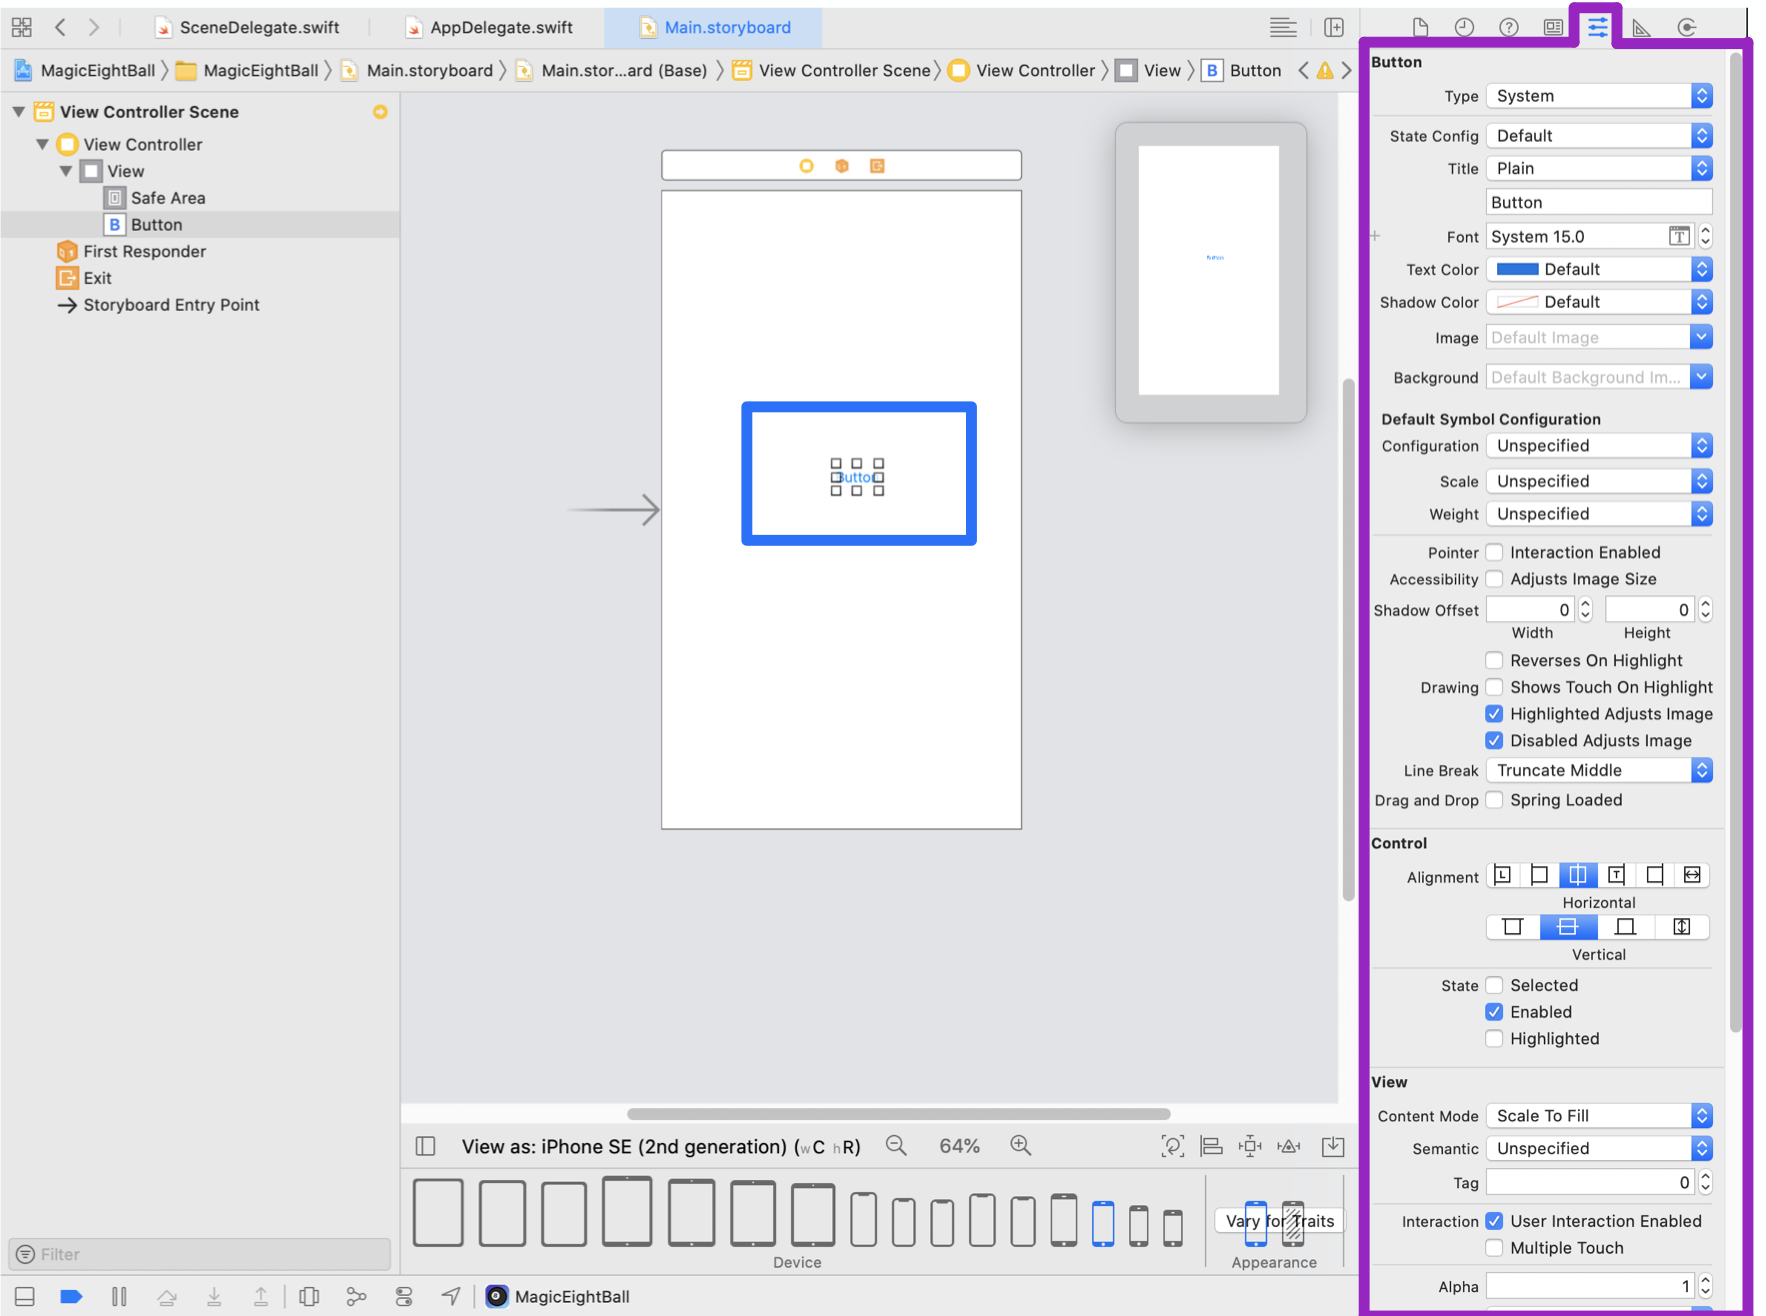 SceneDelegate.swift
AppDelegate.swift
Main.storyboard
MagicEightBall
MagicEightBall
Main.storyboard
Main.stor...ard (Base)
View Controller Scene
View Controller
View
B Button
View Controller Scene
View Controller
View
Safe Area
B Button
First Responder
Exit
Storyboard Entry Point
Filter
Button
Button
View as: iPhone SE (2nd generation) (wC hR)
64%
Device
Vary for Traits
Appearance
MagicEightBall
Button
Type System
State Config Default
Title Plain
Button
Font System 15.0 T
Text Color Default
Shadow Color Default
Image Default Image
Background Default Background Im...
Default Symbol Configuration
Configuration Unspecified
Scale Unspecified
Weight Unspecified
Pointer Interaction Enabled
Accessibility Adjusts Image Size
Shadow Offset 0 0
Width Height
Reverses On Highlight
Drawing Shows Touch On Highlight
Highlighted Adjusts Image
Disabled Adjusts Image
Line Break Truncate Middle
Drag and Drop Spring Loaded
Control
Alignment L T
Horizontal
Vertical
State Selected
Enabled
Highlighted
View
Content Mode Scale To Fill
Semantic Unspecified
Tag 0
Interaction User Interaction Enabled
Multiple Touch
Alpha 1